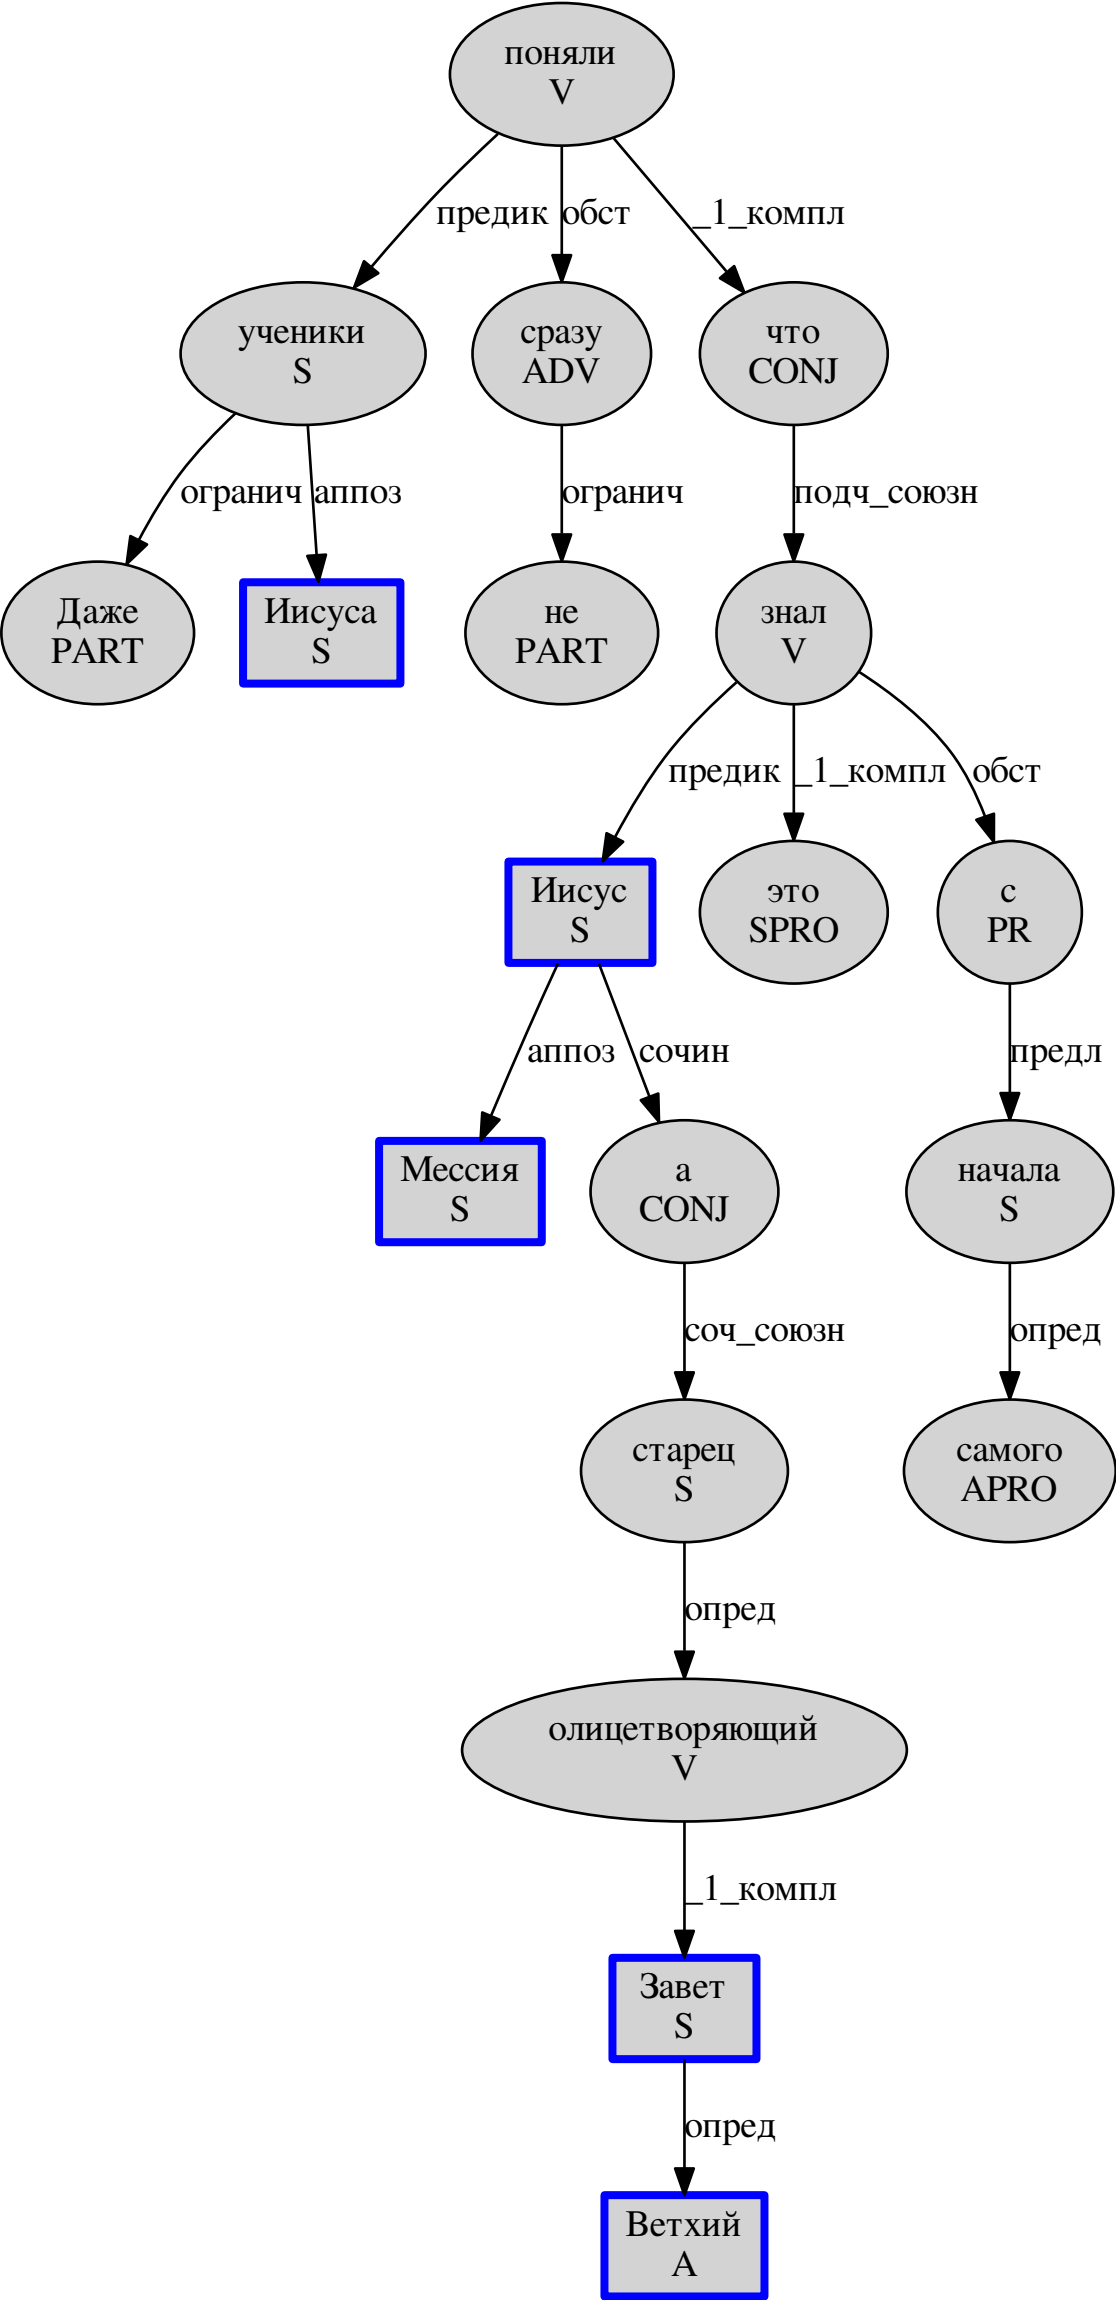 поняли
V
предик
обст
_1_компл
ученики
S
сразу
ADV
что
CONJ
огранич
аппоз
огранич
подч_союзн
Даже
PART
Иисуса
S
не
PART
знал
V
предик
_1_компл
обст
Иисус
S
это
SPRO
с
PR
аппоз
сочин
предл
Мессия
S
а
CONJ
начала
S
соч_союзн
опред
старец
S
самого
APRO
опред
олицетворяющий
V
_1_компл
Завет
S
опред
Ветхий
A